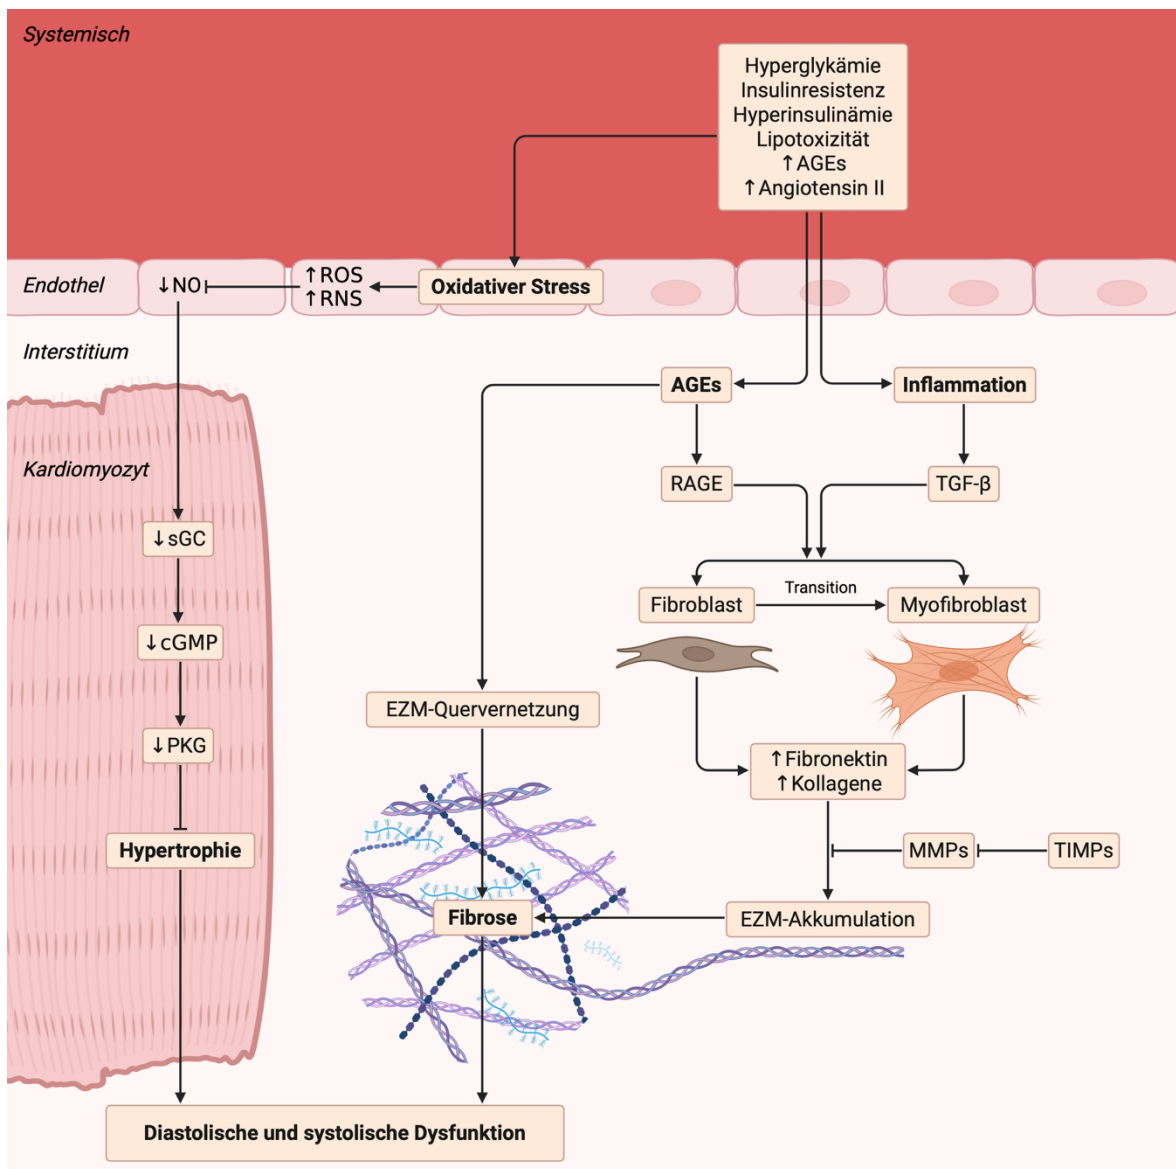 Systemisch
Hyperglykämie
Insulinresistenz
Hyperinsulinämie
Lipotoxizität
↑AGEs
↑Angiotensin II
Endothel
↓NO
↑ROS
↑RNS
Oxidativer Stress
Interstitium
AGEs
Inflammation
Kardiomyozyt
RAGE
TGF-β
↓sGC
Transition
Fibroblast
Myofibroblast
↓cGMP
EZM-Quervernetzung
↓PKG
↑Fibronektin
↑Kollagene
Hypertrophie
MMPs
TIMPs
Fibrose
EZM-Akkumulation
Diastolische und systolische Dysfunktion